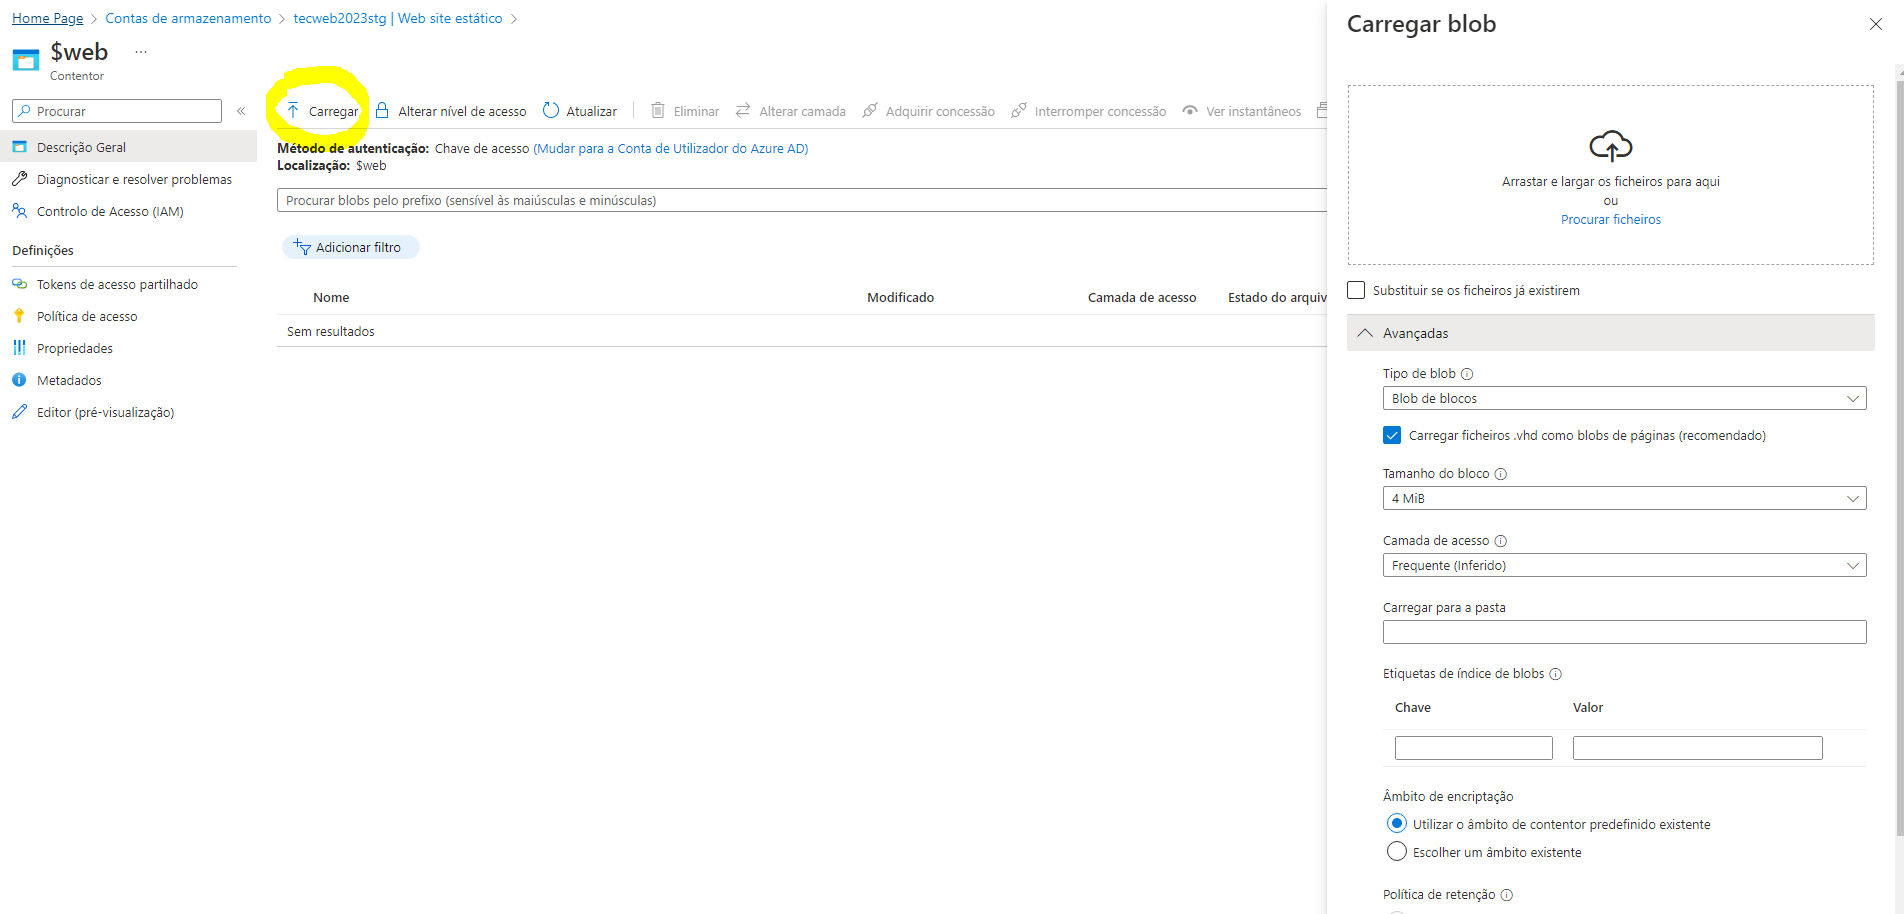 Home Page > Contas de armazenamento > tecweb2023stg | Web site estático >
$web ...
Contentor
Procurar «
Descrição Geral
Diagnosticar e resolver problemas
Controlo de Acesso (IAM)
Definições
Tokens de acesso partilhado
Política de acesso
Propriedades
Metadados
Editor (pré-visualização)
Carregar Alterar nível de acesso Atualizar Eliminar Alterar camada Adquirir concessão Interromper concessão Ver instantâneos
Método de autenticação: Chave de acesso (Mudar para a Conta de Utilizador do Azure AD)
Localização: $web
Procurar blobs pelo prefixo (sensível às maiúsculas e minúsculas)
Adicionar filtro
Nome Modificado Camada de acesso Estado do arquiv
Sem resultados
Carregar blob
Arrastar e largar os ficheiros para aqui
ou
Procurar ficheiros
Substituir se os ficheiros já existirem
Avançadas
Tipo de blob
Blob de blocos
Carregar ficheiros .vhd como blobs de páginas (recomendado)
Tamanho do bloco
4 MiB
Camada de acesso
Frequente (Inferido)
Carregar para a pasta
Etiquetas de índice de blobs
Chave Valor
Âmbito de encriptação
Utilizar o âmbito de contentor predefinido existente
Escolher um âmbito existente
Política de retenção